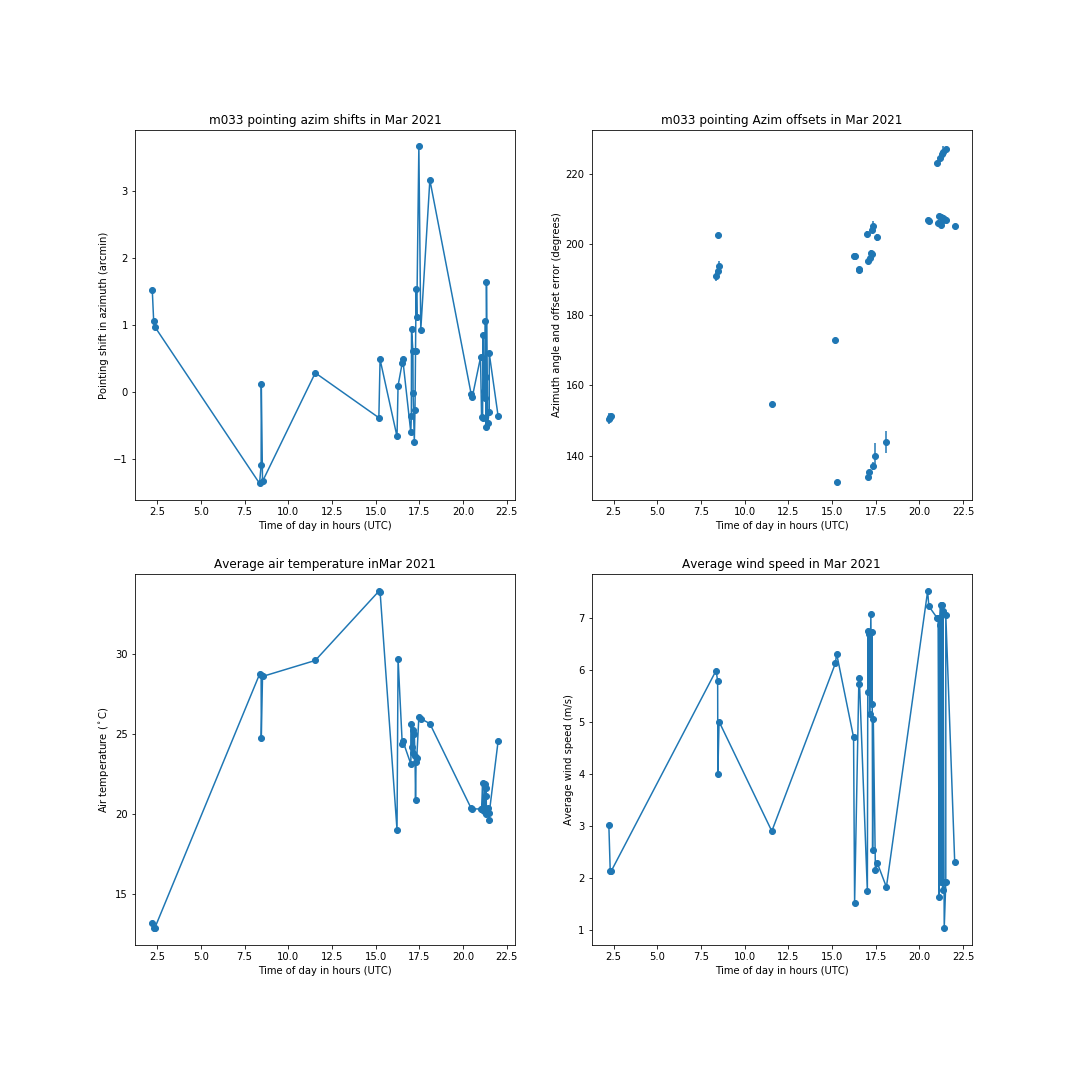 m033 pointing azim shifts in Mar 2021
Pointing shift in azimuth (arcmin)
3
2
1
0
−1
2.5 5.0 7.5 10.0 12.5 15.0 17.5 20.0 22.5
Time of day in hours (UTC)
m033 pointing Azim offsets in Mar 2021
Azimuth angle and offset error (degrees)
220
200
180
160
140
2.5 5.0 7.5 10.0 12.5 15.0 17.5 20.0 22.5
Time of day in hours (UTC)
Average air temperature inMar 2021
Air temperature (°C)
30
25
20
15
2.5 5.0 7.5 10.0 12.5 15.0 17.5 20.0 22.5
Time of day in hours (UTC)
Average wind speed in Mar 2021
Average wind speed (m/s)
7
6
5
4
3
2
1
2.5 5.0 7.5 10.0 12.5 15.0 17.5 20.0 22.5
Time of day in hours (UTC)